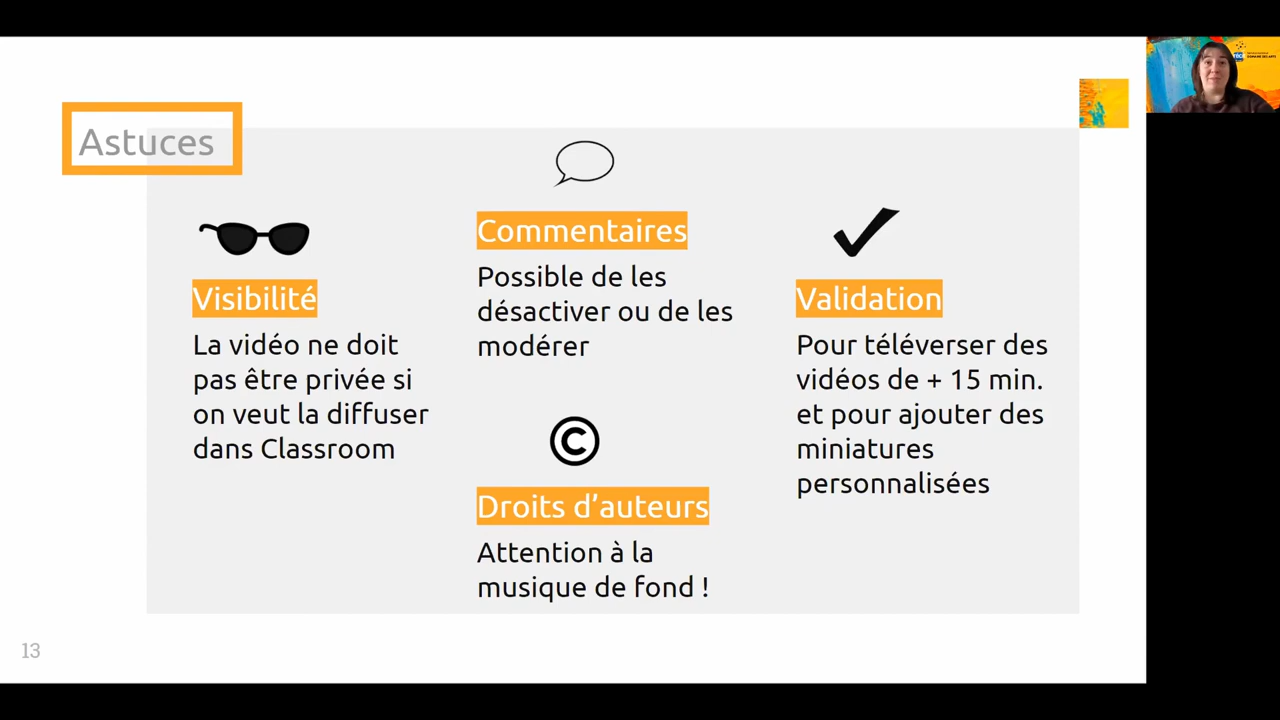 Astuces
Visibilité
La vidéo ne doit
pas être privée si
on veut la diffuser
dans Classroom
Commentaires
Possible de les
désactiver ou de les
modérer
©
Droits d’auteurs
Attention à la
musique de fond !
Validation
Pour téléverser des
vidéos de + 15 min.
et pour ajouter des
miniatures
personnalisées
13